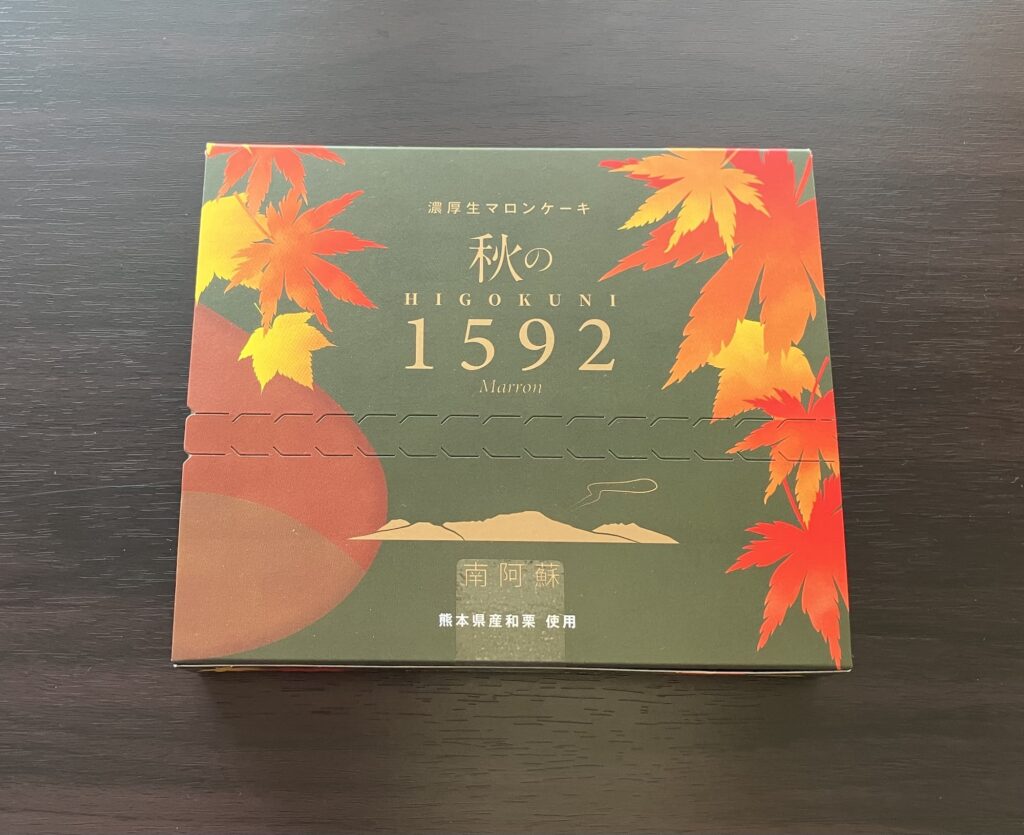 濃厚生マロンケーキ
秋の
HIGOKUNI
1592
Marron
南阿蘇
熊本県産和栗 使用